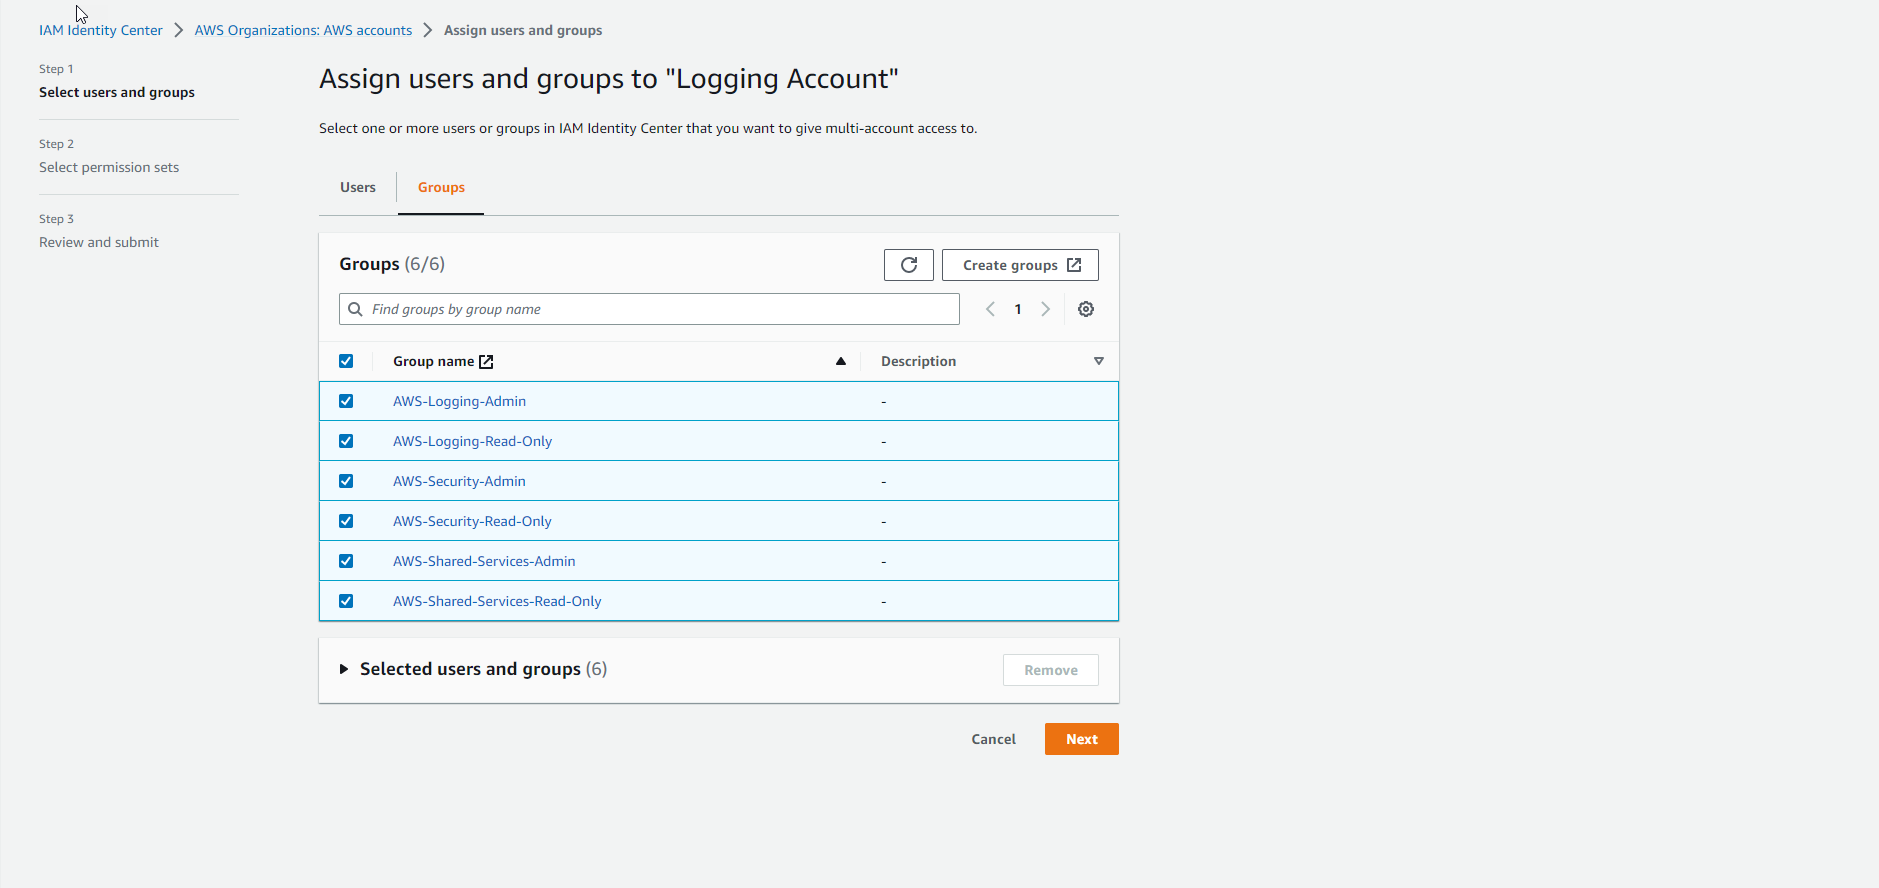 IAM Identity Center > AWS Organizations: AWS accounts > Assign users and groups
Step 1
Select users and groups
Step 2
Select permission sets
Step 3
Review and submit
Assign users and groups to "Logging Account"
Select one or more users or groups in IAM Identity Center that you want to give multi-account access to.
Users Groups
Groups (6/6) Create groups
Find groups by group name 1
Group name Description
AWS-Logging-Admin -
AWS-Logging-Read-Only -
AWS-Security-Admin -
AWS-Security-Read-Only -
AWS-Shared-Services-Admin -
AWS-Shared-Services-Read-Only -
Selected users and groups (6) Remove
Cancel Next